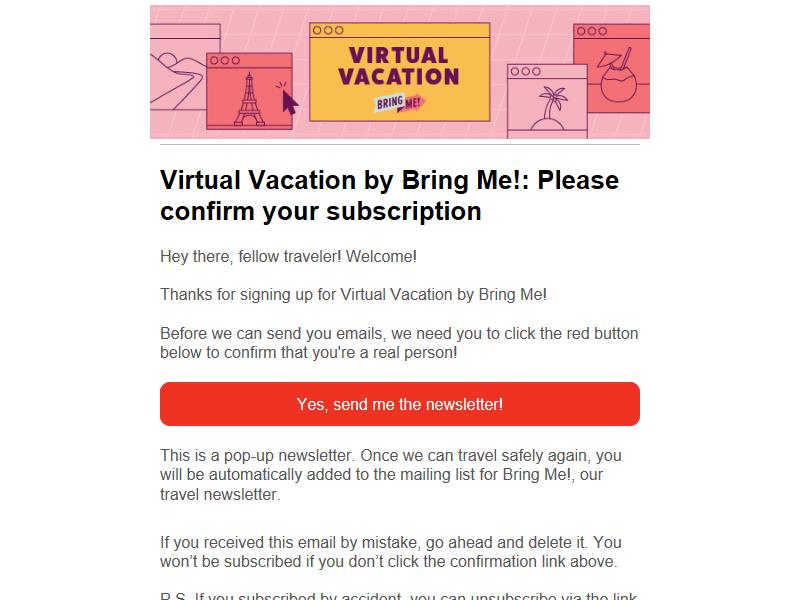 VIRTUAL
VACATION
BRING ME!
Virtual Vacation by Bring Me!: Please
confirm your subscription
Hey there, fellow traveler! Welcome!
Thanks for signing up for Virtual Vacation by Bring Me!
Before we can send you emails, we need you to click the red button
below to confirm that you're a real person!
Yes, send me the newsletter!
This is a pop-up newsletter. Once we can travel safely again, you
will be automatically added to the mailing list for Bring Me!, our
travel newsletter.
If you received this email by mistake, go ahead and delete it. You
won’t be subscribed if you don’t click the confirmation link above.
P.S. If you subscribed by accident, you can unsubscribe via the link